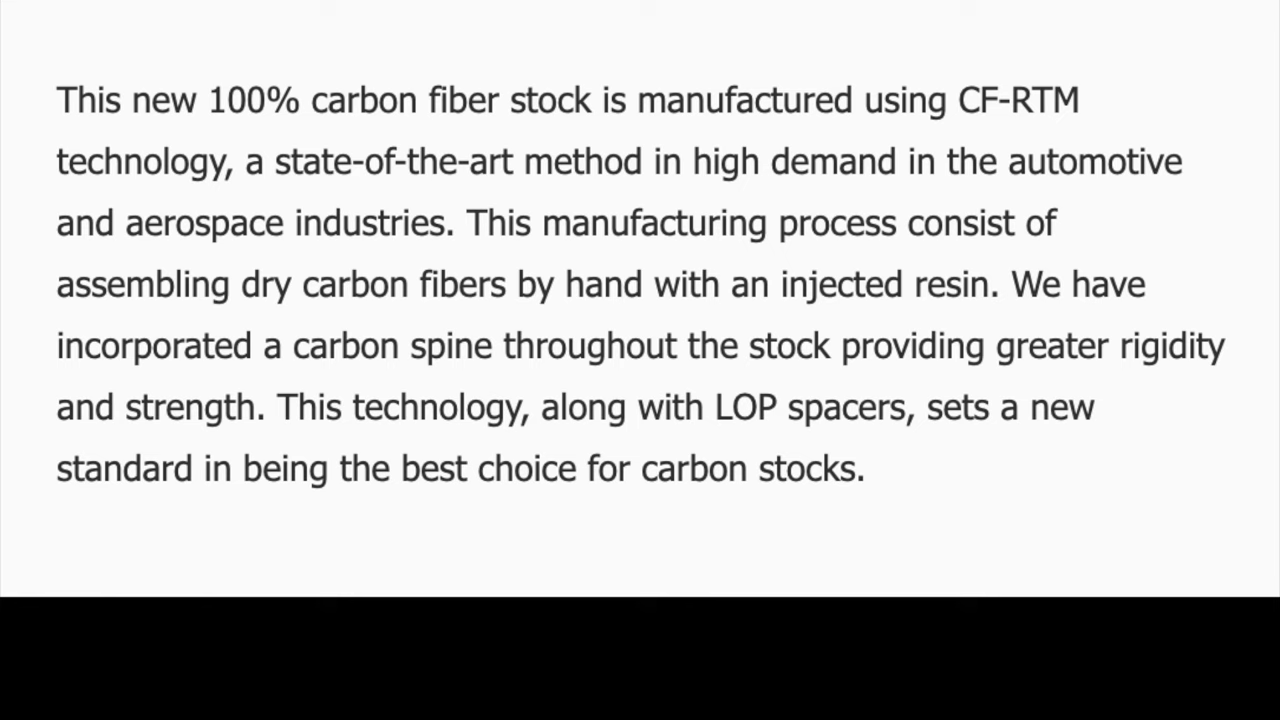 This new 100% carbon fiber stock is manufactured using CF-RTM
technology, a state-of-the-art method in high demand in the automotive
and aerospace industries. This manufacturing process consist of
assembling dry carbon fibers by hand with an injected resin. We have
incorporated a carbon spine throughout the stock providing greater rigidity
and strength. This technology, along with LOP spacers, sets a new
standard in being the best choice for carbon stocks.